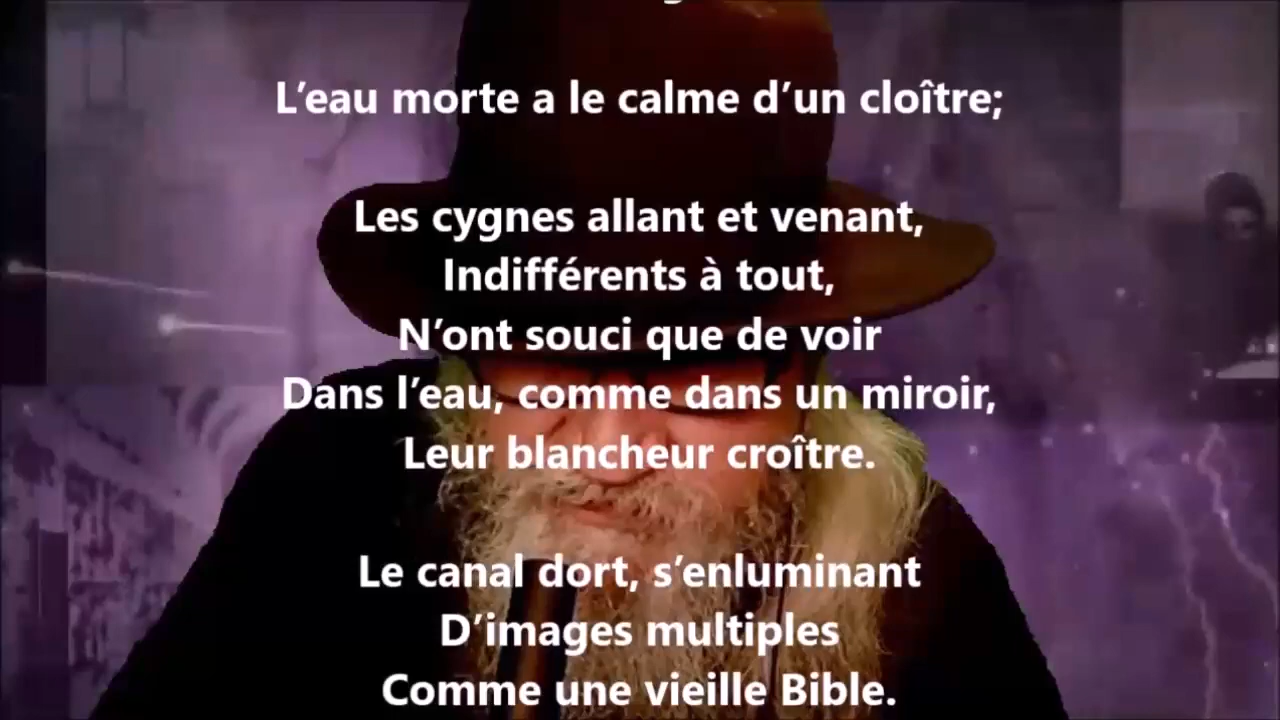 L’eau morte a le calme d’un cloître;
Les cygnes allant et venant,
Indifférents à tout,
N’ont souci que de voir
Dans l’eau, comme dans un miroir,
Leur blancheur croître.
Le canal dort, s’enluminant
D’images multiples
Comme une vieille Bible.